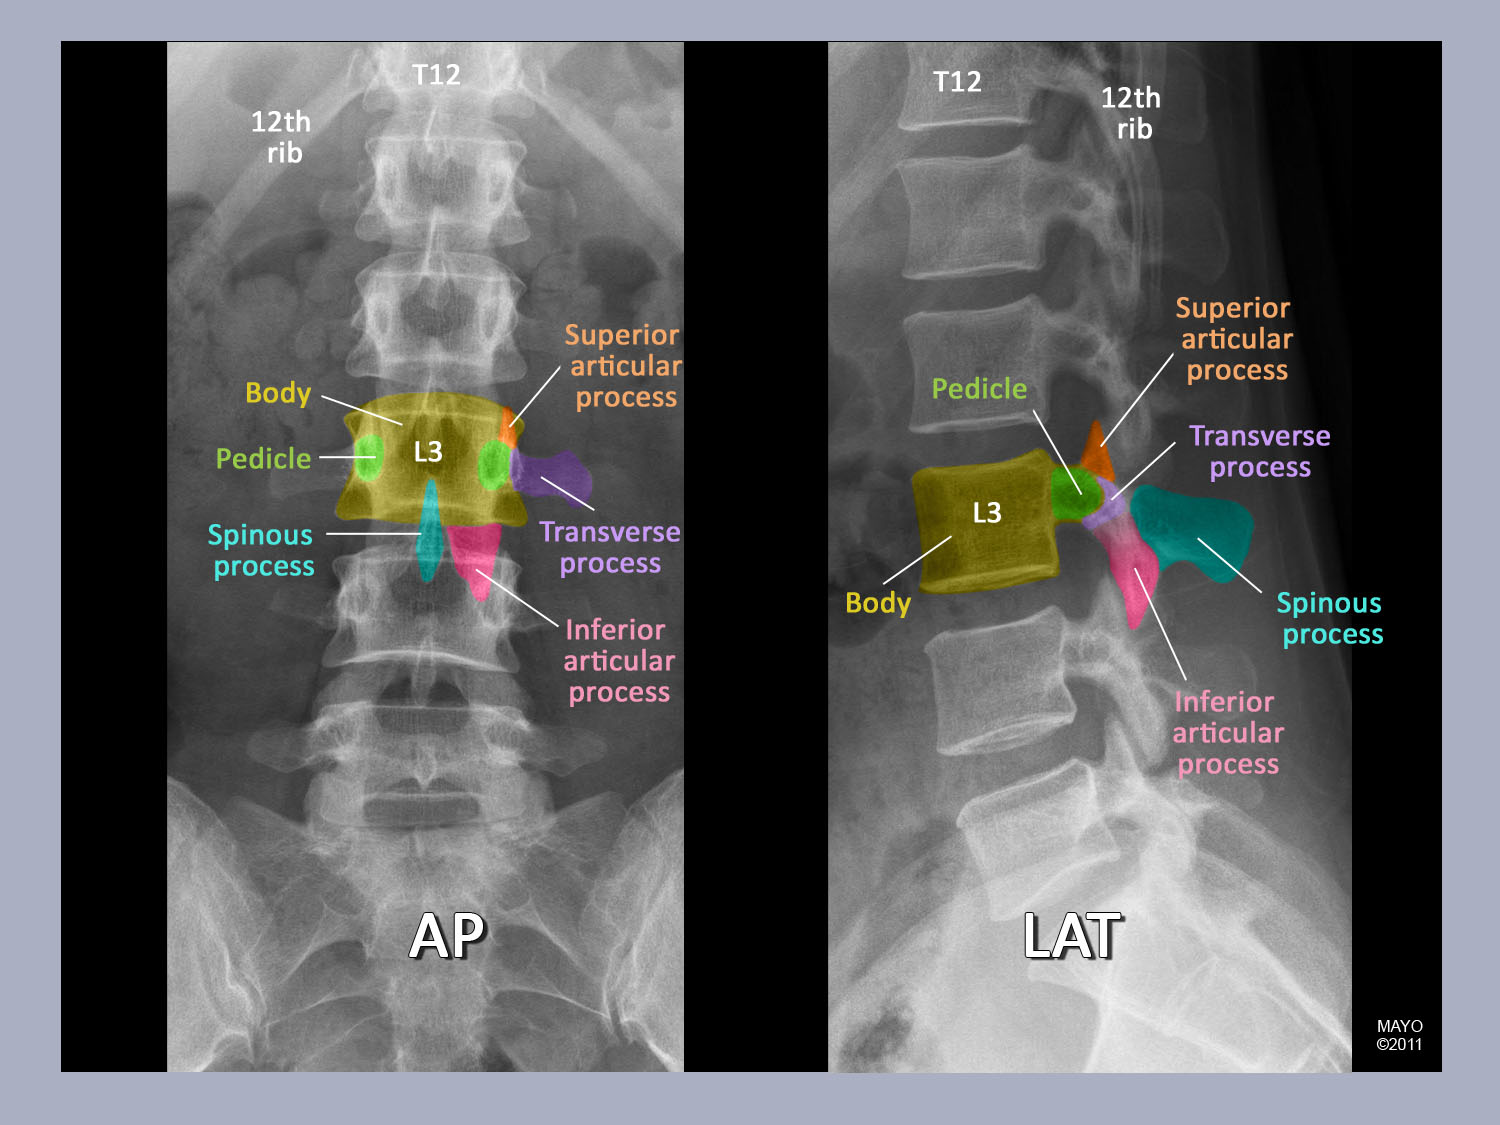 T12
12th
rib
Superior
articular
process
Body
L3
Pedicle
Spinous
process
Transverse
process
Inferior
articular
process
AP
T12
12th
rib
Superior
articular
process
Pedicle
Transverse
process
L3
Body
Spinous
process
Inferior
articular
process
LAT
MAYO
©2011